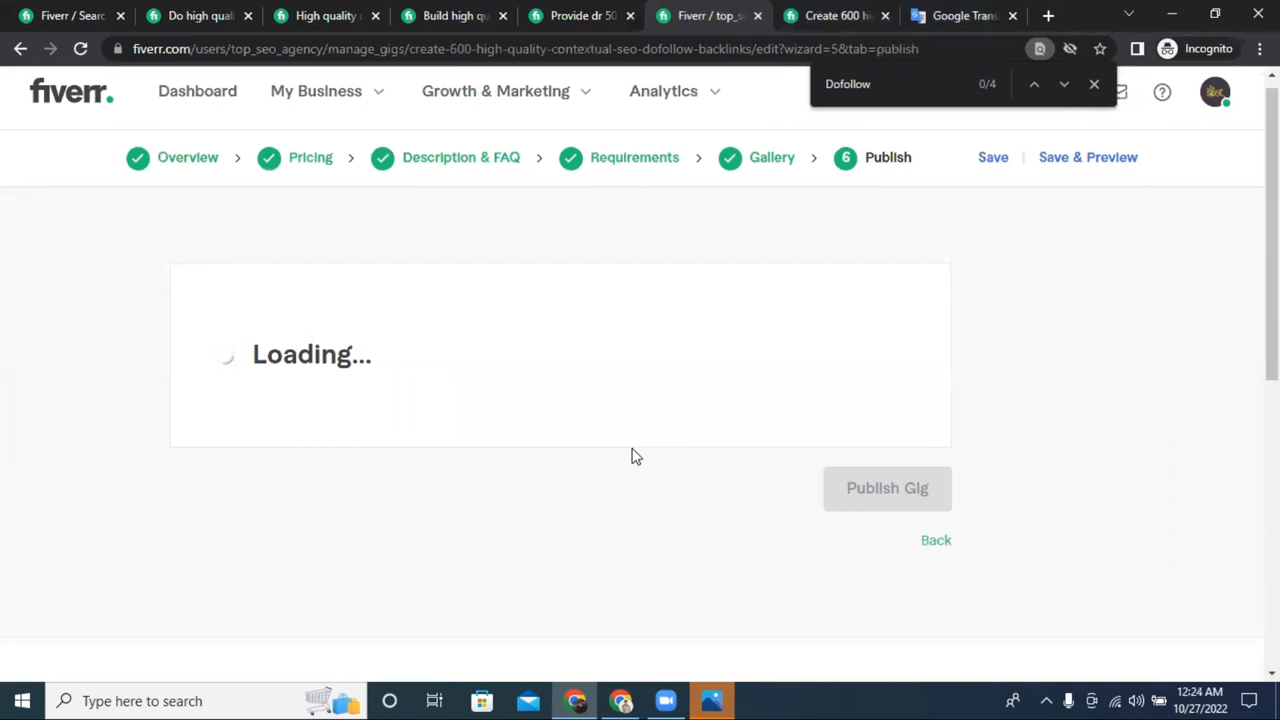 Fiverr / Searc
Do high quali
High quality c
Build high qu
Provide dr 50
Fiverr / top_s
Create 600 hi
Google Trans
fiverr.com/users/top_seo_agency/manage_gigs/create-600-high-quality-contextual-seo-dofollow-backlinks/edit?wizard=5&tab=publish
Incognito
Dofollow 0/4
fiverr. Dashboard My Business Growth & Marketing Analytics
Overview Pricing Description & FAQ Requirements Gallery 6 Publish Save Save & Preview
Loading...
Publish Gig
Back
Type here to search
12:24 AM
10/27/2022